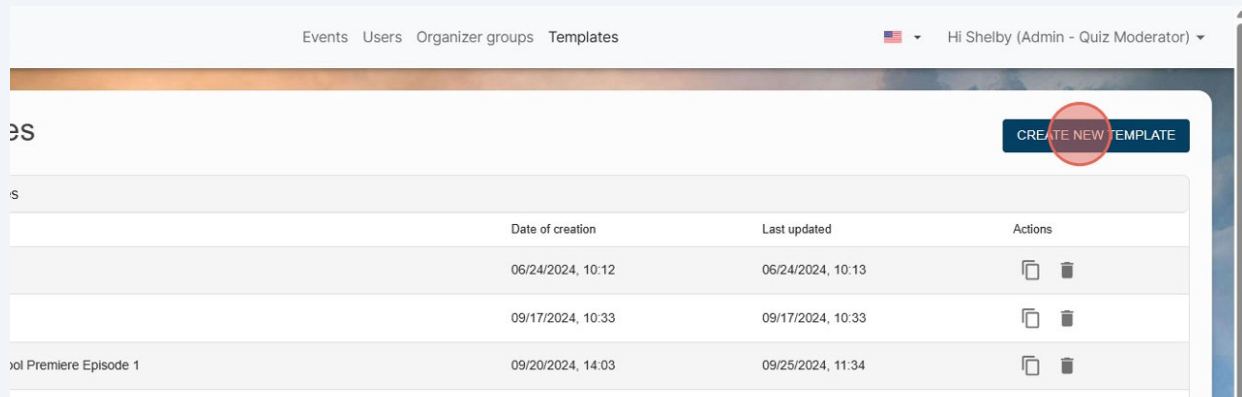 Events Users Organizer groups Templates Hi Shelby (Admin - Quiz Moderator)
es CREATE NEW TEMPLATE
es
Date of creation Last updated Actions
06/24/2024, 10:12 06/24/2024, 10:13
09/17/2024, 10:33 09/17/2024, 10:33
ool Premiere Episode 1 09/20/2024, 14:03 09/25/2024, 11:34